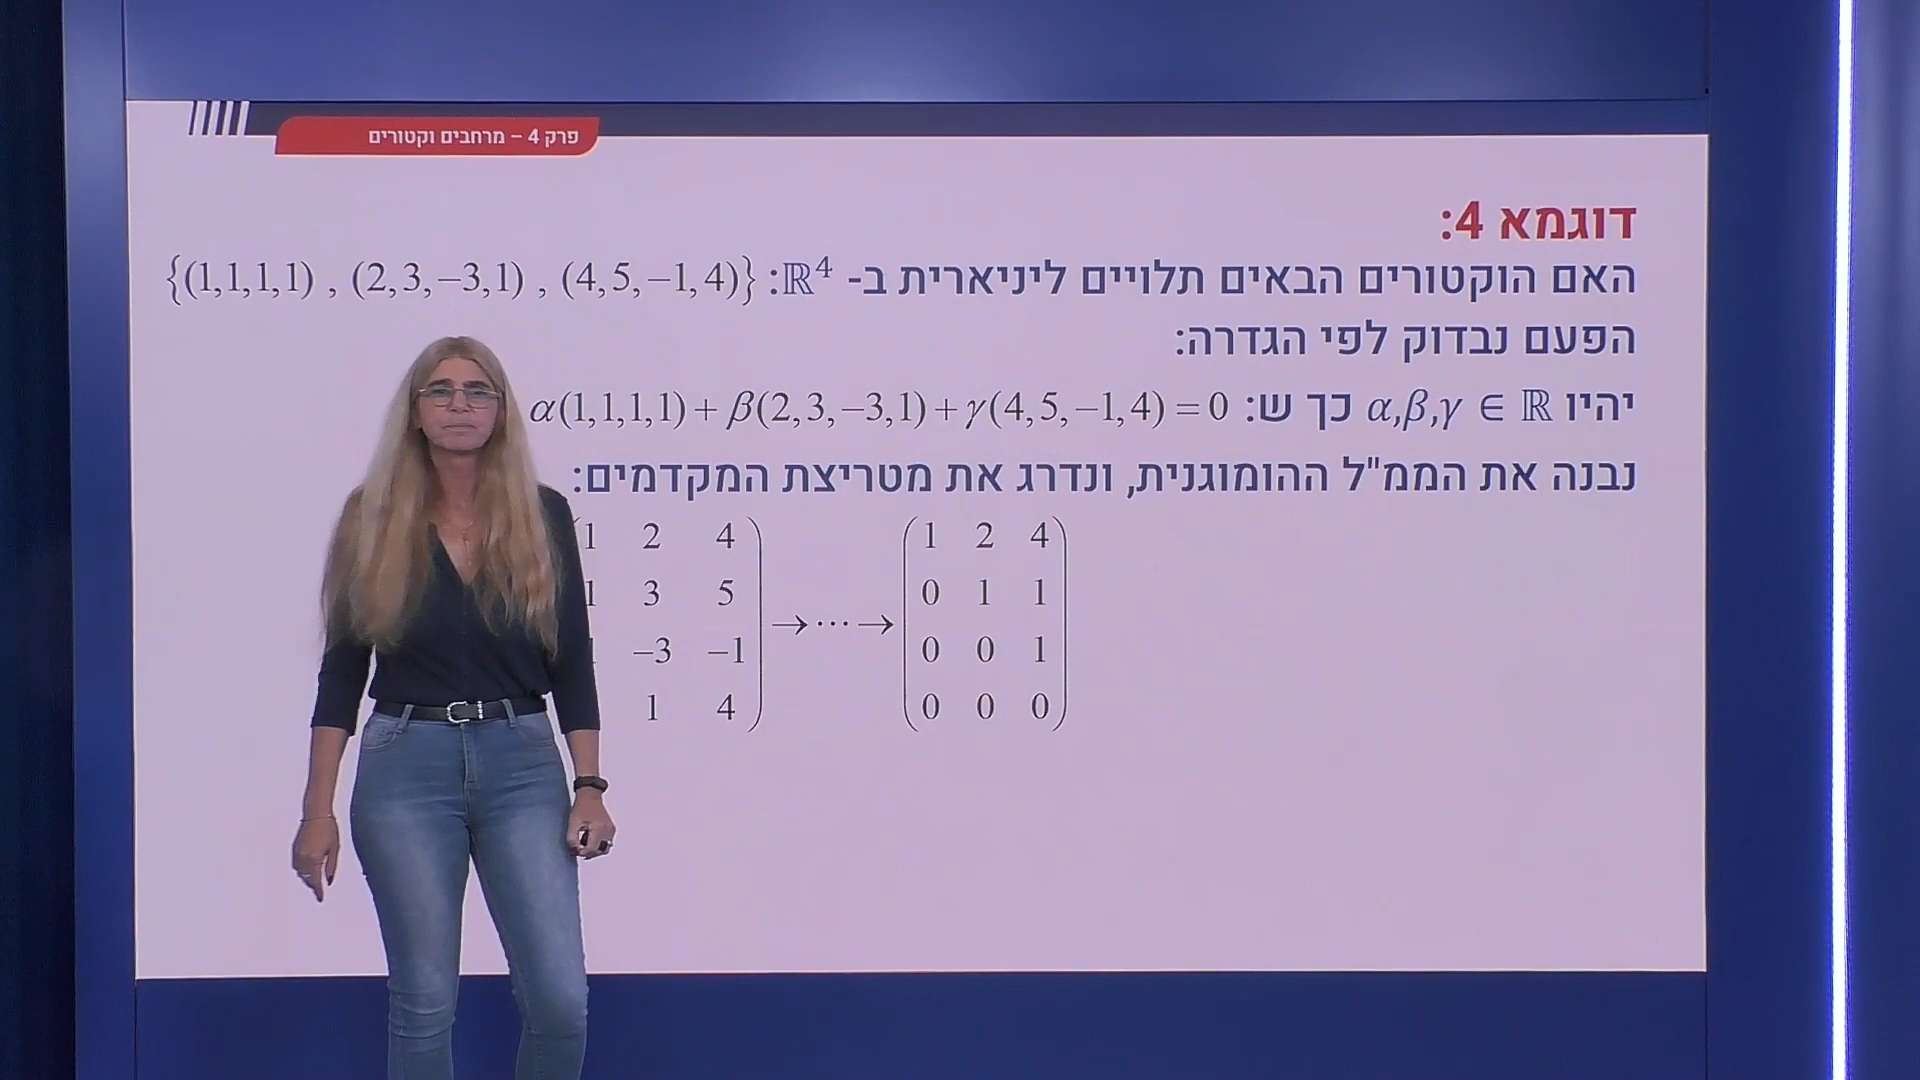 פרק 4 – מרחבים וקטורים
דוגמא 4:
האם הוקטורים הבאים תלויים ליניארית ב- ℝ⁴: {(1,1,1,1) , (2,3,−3,1) , (4,5,−1,4)}
הפעם נבדוק לפי הגדרה:
יהיו α,β,γ ∈ ℝ כך ש: α(1,1,1,1) + β(2,3,−3,1) + γ(4,5,−1,4) = 0
נבנה את הממ"ל ההומוגנית, ונדרג את מטריצת המקדמים:
(1 2 4) (1 2 4)
1 3 5 0 1 1
−3 −1 →⋯→ 0 0 1
1 4 0 0 0